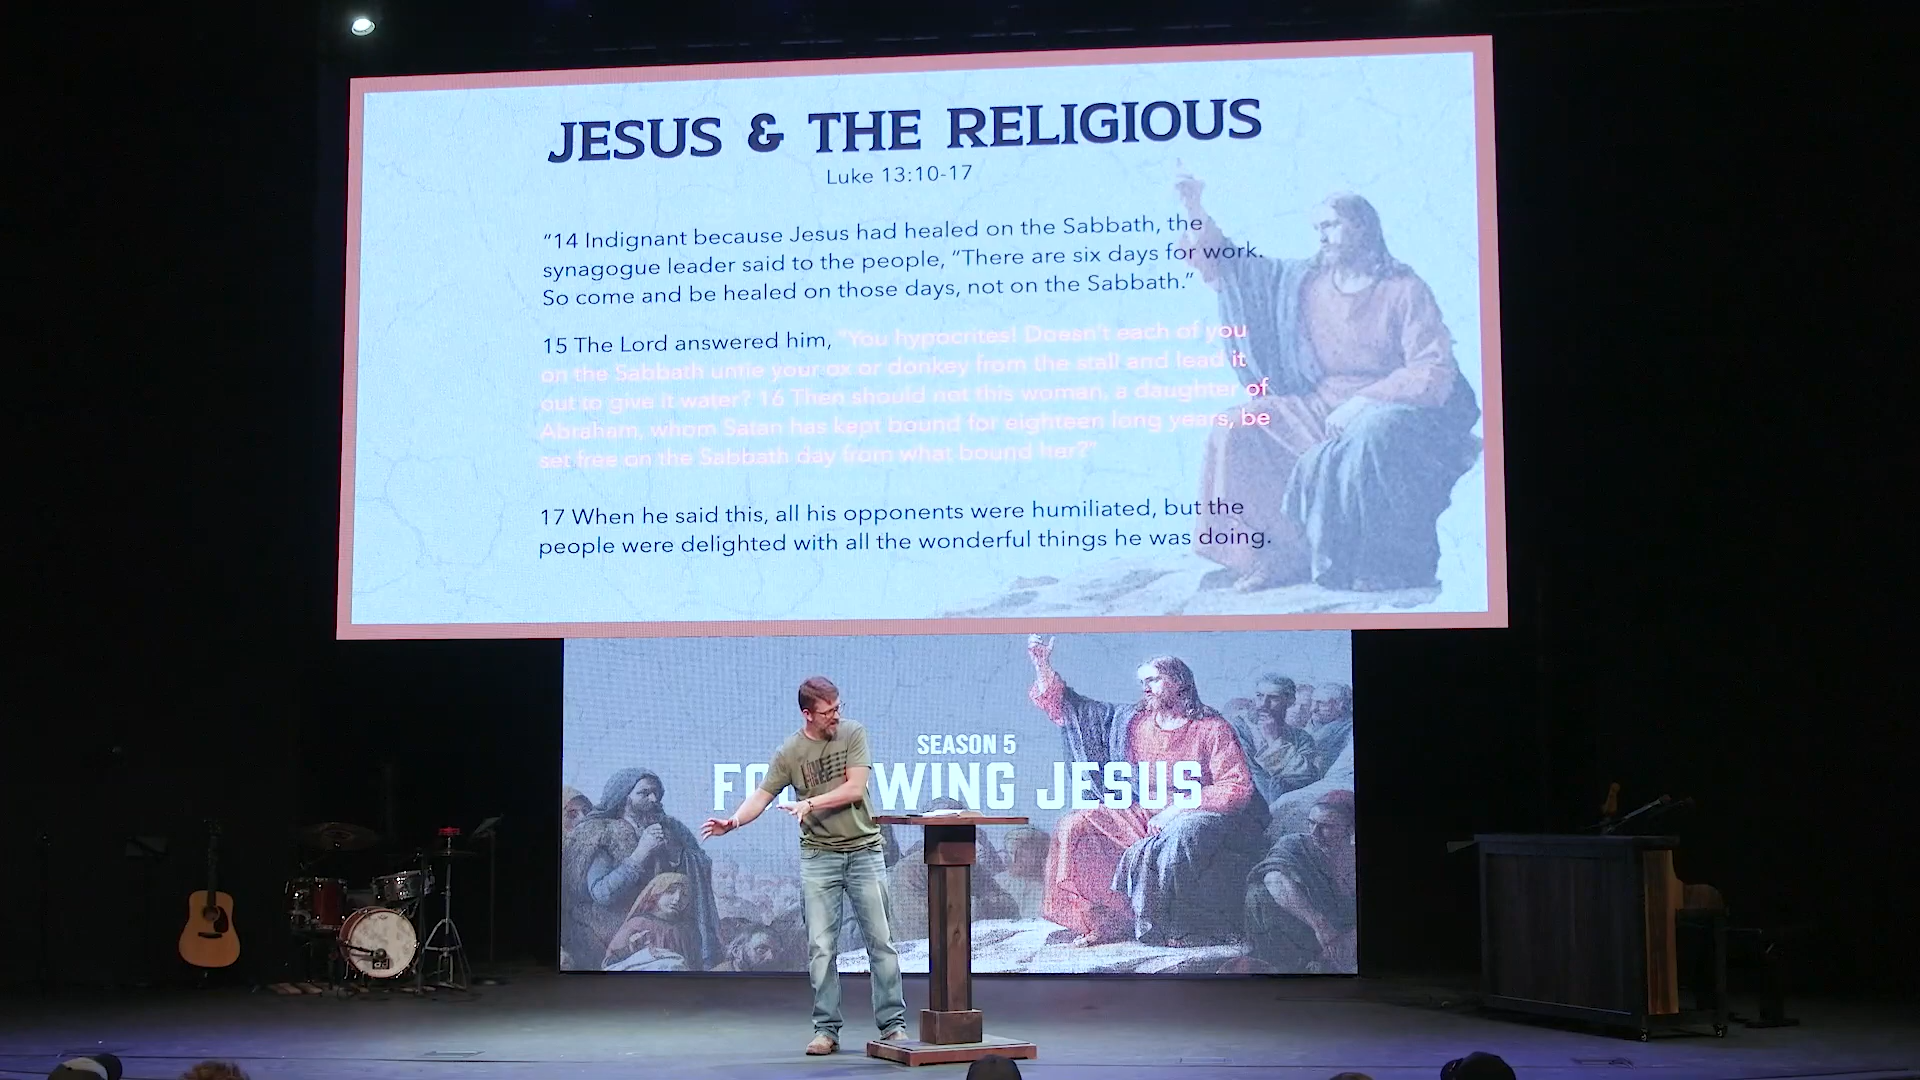 JESUS & THE RELIGIOUS
Luke 13:10-17
“14 Indignant because Jesus had healed on the Sabbath, the
synagogue leader said to the people, “There are six days for work.
So come and be healed on those days, not on the Sabbath.”
15 The Lord answered him, “You hypocrites! Doesn’t each of you
on the Sabbath untie your ox or donkey from the stall and lead it
out to give it water? 16 Then should not this woman, a daughter of
Abraham, whom Satan has kept bound for eighteen long years, be
set free on the Sabbath day from what bound her?”
17 When he said this, all his opponents were humiliated, but the
people were delighted with all the wonderful things he was doing.
SEASON 5
JESUS